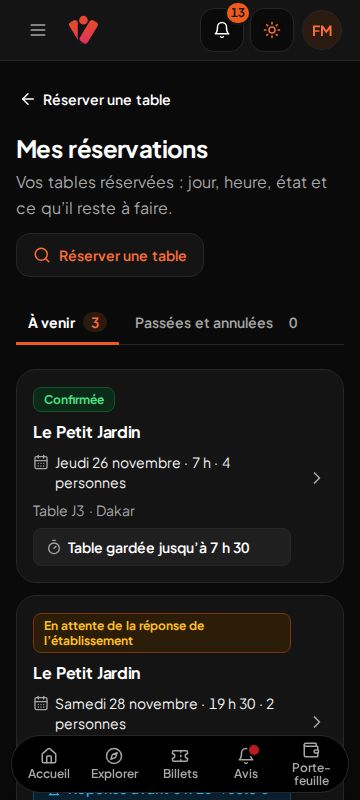 13
FM
Réserver une table
Mes réservations
Vos tables réservées : jour, heure, état et
ce qu'il reste à faire.
Réserver une table
À venir 3 Passées et annulées 0
Confirmée
Le Petit Jardin
Jeudi 26 novembre · 7 h · 4
personnes
Table J3 · Dakar
Table gardée jusqu'à 7 h 30
En attente de la réponse de
l'établissement
Le Petit Jardin
Samedi 28 novembre · 19 h 30 · 2
personnes
Accueil Explorer Billets Avis Porte-
feuille